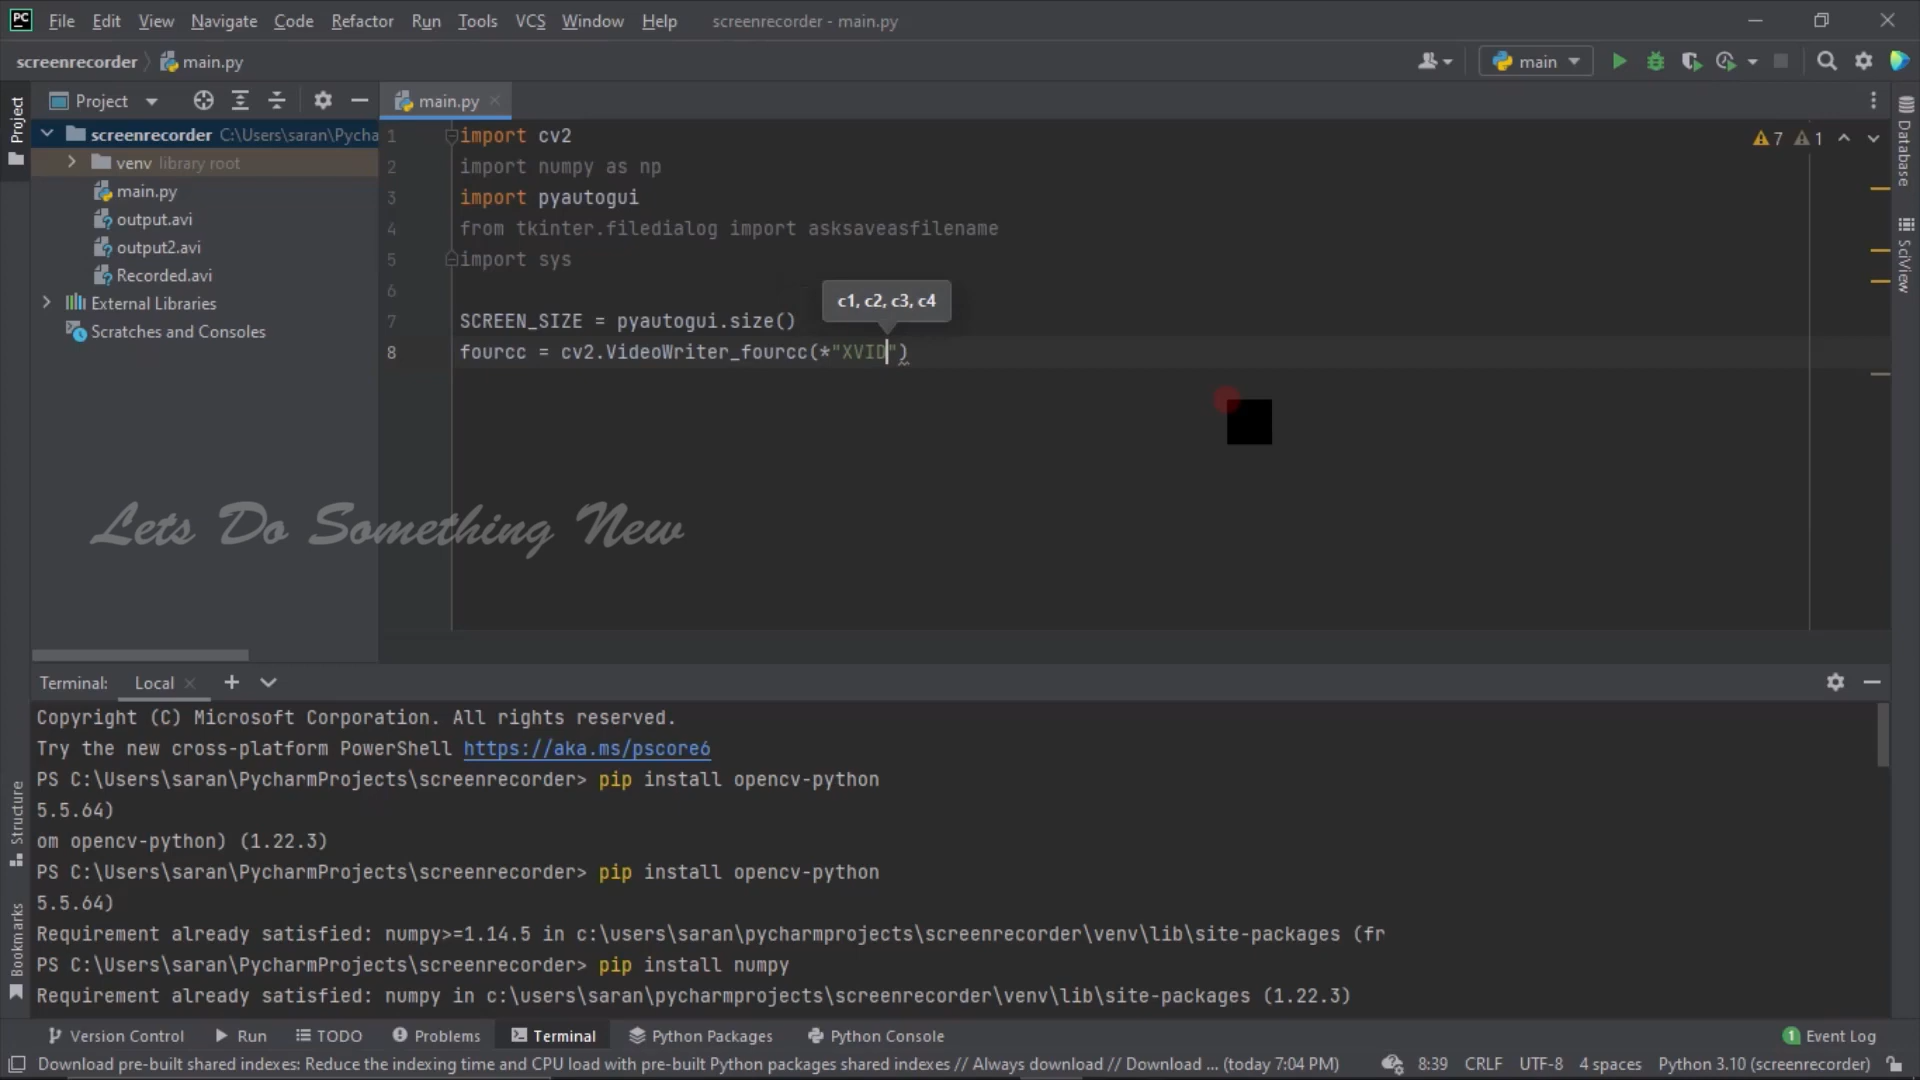 PC File Edit View Navigate Code Refactor Run Tools VCS Window Help screenrecorder - main.py
screenrecorder main.py main
Project
Project main.py
screenrecorder C:\Users\saran\Pycha
venv library root
main.py
output.avi
output2.avi
Recorded.avi
External Libraries
Scratches and Consoles
1 import cv2
2 import numpy as np
3 import pyautogui
4 from tkinter.filedialog import asksaveasfilename
5 import sys
6
c1, c2, c3, c4
7 SCREEN_SIZE = pyautogui.size()
8 fourcc = cv2.VideoWriter_fourcc(*"XVID")
7 1
Database
SciView
Lets Do Something New
Terminal: Local
Copyright (C) Microsoft Corporation. All rights reserved.
Try the new cross-platform PowerShell https://aka.ms/pscore6
PS C:\Users\saran\PycharmProjects\screenrecorder> pip install opencv-python
5.5.64)
om opencv-python) (1.22.3)
PS C:\Users\saran\PycharmProjects\screenrecorder> pip install opencv-python
5.5.64)
Requirement already satisfied: numpy>=1.14.5 in c:\users\saran\pycharmprojects\screenrecorder\venv\lib\site-packages (fr
PS C:\Users\saran\PycharmProjects\screenrecorder> pip install numpy
Requirement already satisfied: numpy in c:\users\saran\pycharmprojects\screenrecorder\venv\lib\site-packages (1.22.3)
Structure
Bookmarks
Version Control Run TODO Problems Terminal Python Packages Python Console 1 Event Log
Download pre-built shared indexes: Reduce the indexing time and CPU load with pre-built Python packages shared indexes // Always download // Download ... (today 7:04 PM) 8:39 CRLF UTF-8 4 spaces Python 3.10 (screenrecorder)